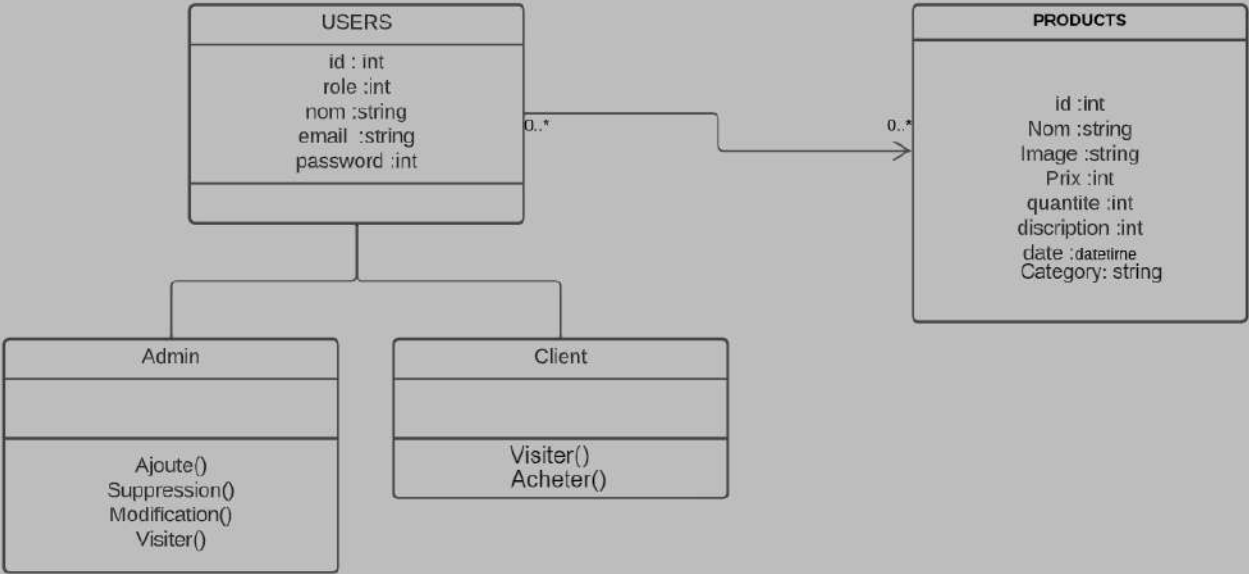 USERS
id : int
role :int
nom :string
email :string
password :int
0..*
0..*
PRODUCTS
id :int
Nom :string
Image :string
Prix :int
quantite :int
discription :int
date :datetime
Category: string
Admin
Ajoute()
Suppression()
Modification()
Visiter()
Client
Visiter()
Acheter()